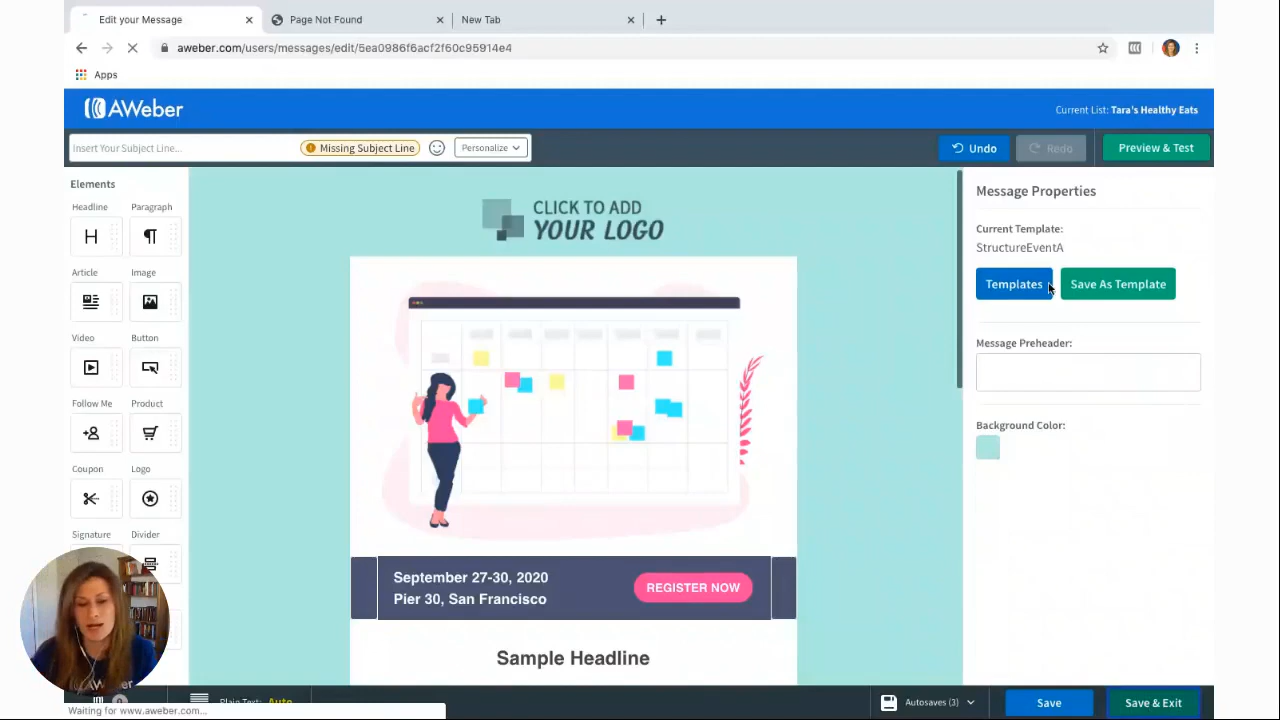 Edit your Message
Page Not Found
New Tab
aweber.com/users/messages/edit/5ea0986f6acf2f60c95914e4
Apps
AWeber
Current List: Tara's Healthy Eats
Insert Your Subject Line...
Missing Subject Line
Personalize
Undo
Redo
Preview & Test
Elements
Headline
Paragraph
Article
Image
Video
Button
Follow Me
Product
Coupon
Logo
Signature
Divider
CLICK TO ADD
YOUR LOGO
September 27-30, 2020
Pier 30, San Francisco
REGISTER NOW
Sample Headline
Message Properties
Current Template:
StructureEventA
Templates
Save As Template
Message Preheader:
Background Color:
Plain Text: Auto
Autosaves (3)
Save
Save & Exit
Waiting for www.aweber.com...